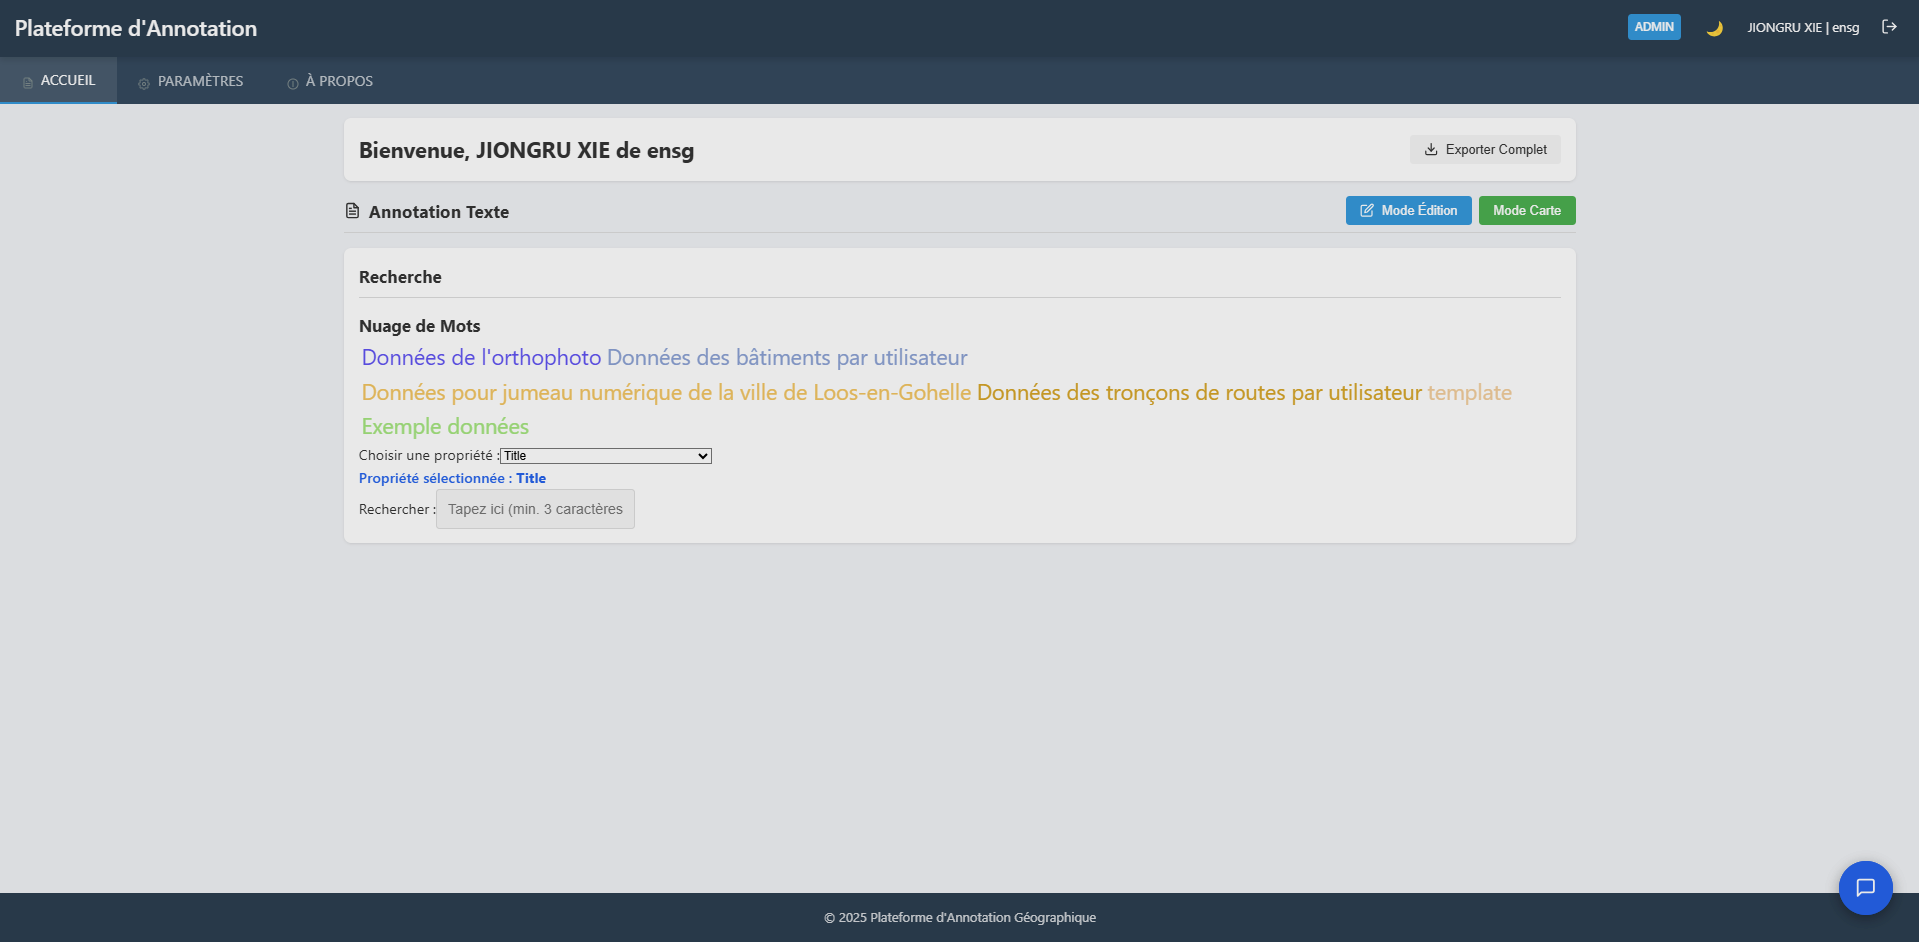 Plateforme d'Annotation
ADMIN
JIONGRU XIE | ensg
ACCUEIL
PARAMÈTRES
À PROPOS
Bienvenue, JIONGRU XIE de ensg
Exporter Complet
Annotation Texte
Mode Édition
Mode Carte
Recherche
Nuage de Mots
Données de l'orthophoto Données des bâtiments par utilisateur
Données pour jumeau numérique de la ville de Loos-en-Gohelle Données des tronçons de routes par utilisateur template
Exemple données
Choisir une propriété : Title
Propriété sélectionnée : Title
Rechercher : Tapez ici (min. 3 caractères
© 2025 Plateforme d'Annotation Géographique